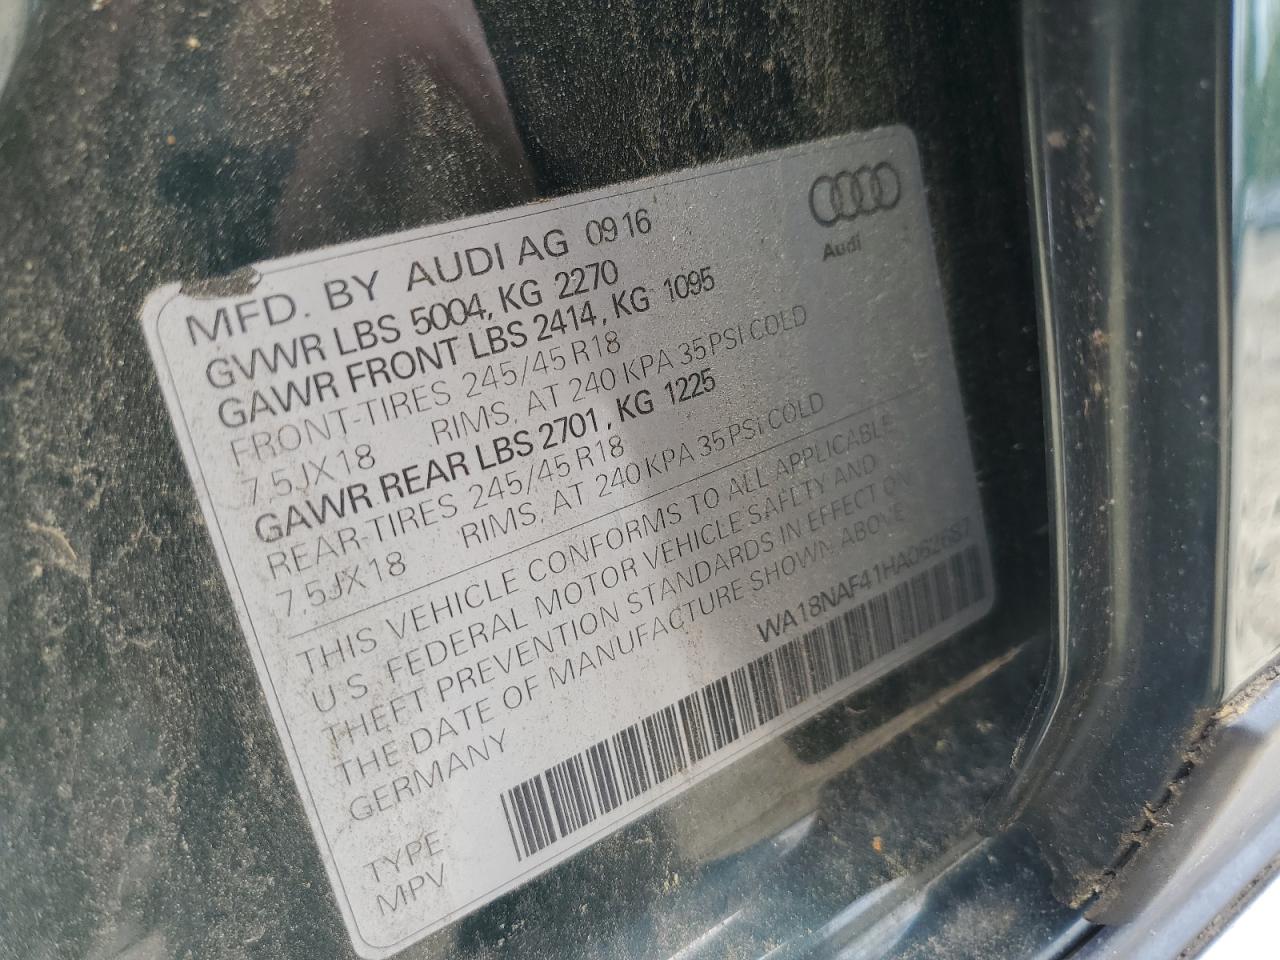 MFD. BY AUDI AG 09 16
Audi
GVWR LBS 5004, KG 2270
GAWR FRONT LBS 2414, KG 1095
FRONT-TIRES 245/45 R18
7.5JX18 RIMS, AT 240 KPA 35 PSI COLD
GAWR REAR LBS 2701, KG 1225
REAR-TIRES 245/45 R18
7.5JX18 RIMS, AT 240 KPA 35 PSI COLD
THIS VEHICLE CONFORMS TO ALL APPLICABLE
U S FEDERAL MOTOR VEHICLE SAFETY AND
THEFT PREVENTION STANDARDS IN EFFECT ON
THE DATE OF MANUFACTURE SHOWN ABOVE
GERMANY
TYPE
MPV